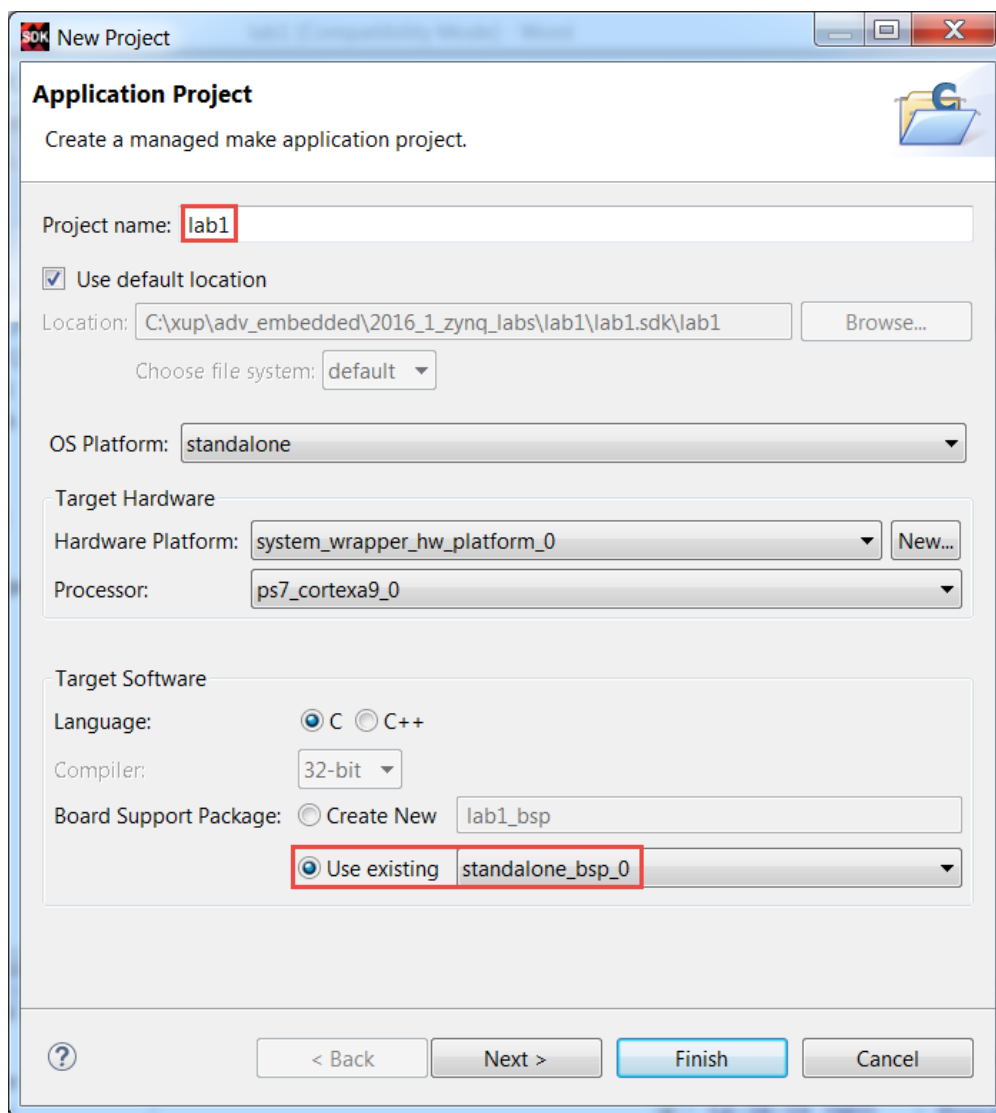 SDK New Project
Application Project
Create a managed make application project.
Project name: lab1
Use default location
Location: C:\xup\adv_embedded\2016_1_zynq_labs\lab1\lab1.sdk\lab1 Browse...
Choose file system: default
OS Platform: standalone
Target Hardware
Hardware Platform: system_wrapper_hw_platform_0 New...
Processor: ps7_cortexa9_0
Target Software
Language: C C++
Compiler: 32-bit
Board Support Package: Create New lab1_bsp
Use existing standalone_bsp_0
? < Back Next > Finish Cancel